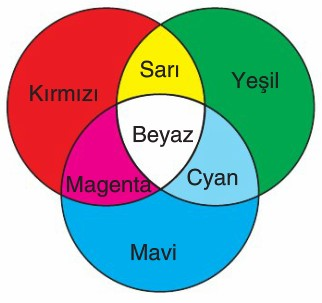 Sarı
Kırmızı
Yeşil
Beyaz
Magenta
Cyan
Mavi